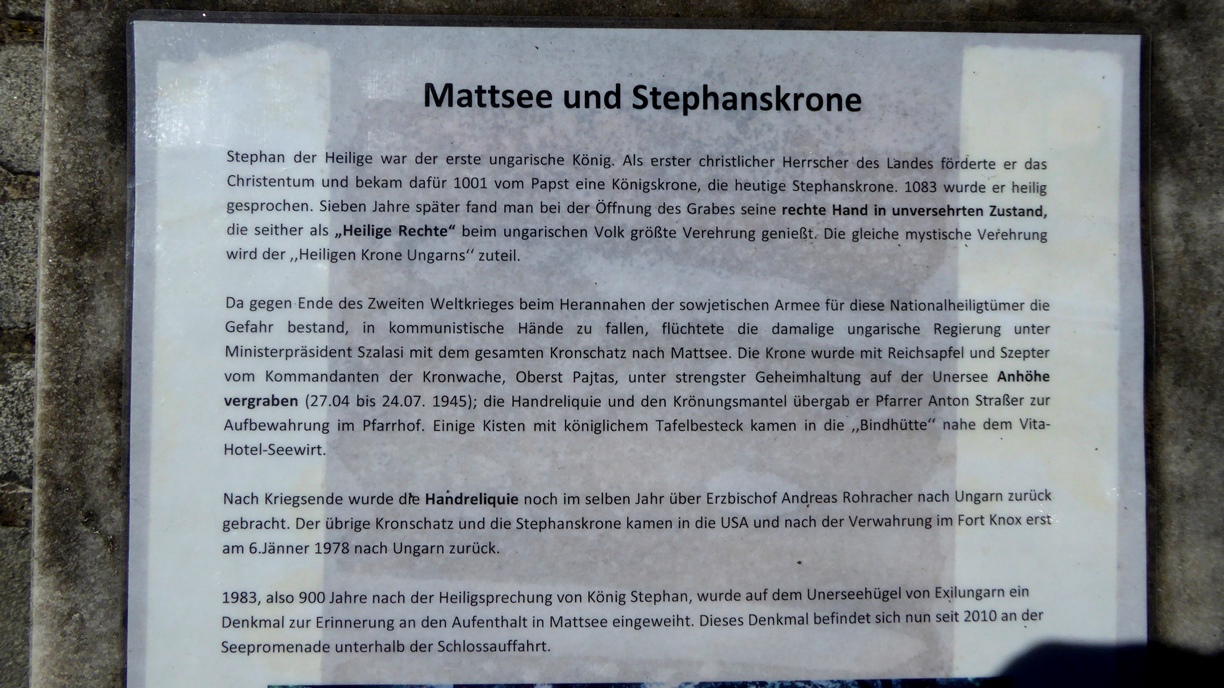 Mattsee und Stephanskrone
Stephan der Heilige war der erste ungarische König. Als erster christlicher Herrscher des Landes förderte er das
Christentum und bekam dafür 1001 vom Papst eine Königskrone, die heutige Stephanskrone. 1083 wurde er heilig
gesprochen. Sieben Jahre später fand man bei der Öffnung des Grabes seine rechte Hand in unversehrten Zustand,
die seither als „Heilige Rechte“ beim ungarischen Volk größte Verehrung genießt. Die gleiche mystische Verehrung
wird der ,,Heiligen Krone Ungarns‘‘ zuteil.
Da gegen Ende des Zweiten Weltkrieges beim Herannahen der sowjetischen Armee für diese Nationalheiligtümer die
Gefahr bestand, in kommunistische Hände zu fallen, flüchtete die damalige ungarische Regierung unter
Ministerpräsident Szalasi mit dem gesamten Kronschatz nach Mattsee. Die Krone wurde mit Reichsapfel und Szepter
vom Kommandanten der Kronwache, Oberst Pajtas, unter strengster Geheimhaltung auf der Unersee Anhöhe
vergraben (27.04 bis 24.07. 1945); die Handreliquie und den Krönungsmantel übergab er Pfarrer Anton Straßer zur
Aufbewahrung im Pfarrhof. Einige Kisten mit königlichem Tafelbesteck kamen in die ,,Bindhütte‘‘ nahe dem Vita-
Hotel-Seewirt.
Nach Kriegsende wurde die Handreliquie noch im selben Jahr über Erzbischof Andreas Rohracher nach Ungarn zurück
gebracht. Der übrige Kronschatz und die Stephanskrone kamen in die USA und nach der Verwahrung im Fort Knox erst
am 6.Jänner 1978 nach Ungarn zurück.
1983, also 900 Jahre nach der Heiligsprechung von König Stephan, wurde auf dem Unerseehügel von Exilungarn ein
Denkmal zur Erinnerung an den Aufenthalt in Mattsee eingeweiht. Dieses Denkmal befindet sich nun seit 2010 an der
Seepromenade unterhalb der Schlossauffahrt.